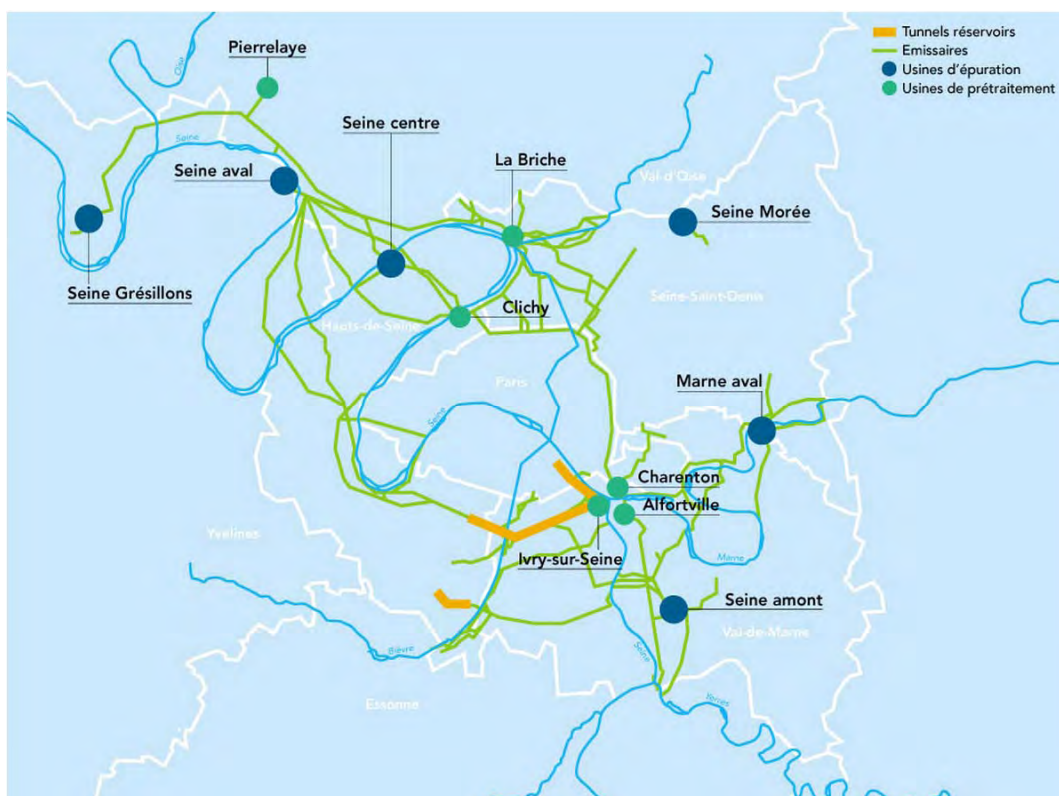 Tunnels réservoirs
Emissaires
Usines d'épuration
Usines de prétraitement
Pierrelaye
Oise
Seine centre
Seine
La Briche
Seine aval
Val-d'Oise
Seine Morée
Seine Grésillons
Seine-Saint-Denis
Clichy
Hauts-de-Seine
Paris
Marne aval
Seine
Seine
Charenton
Alfortville
Yvelines
Ivry-sur-Seine
Marne
Seine amont
Val-de-Marne
Bièvre
Seine
Essonne
Yerres